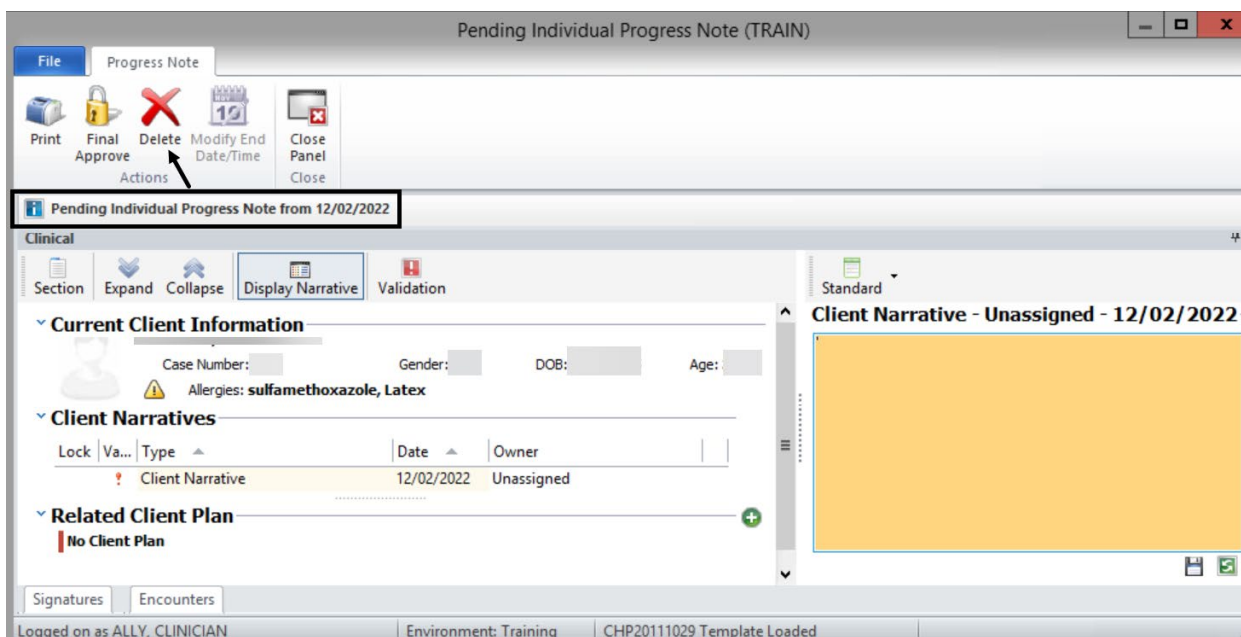 Pending Individual Progress Note (TRAIN)
File Progress Note
Print Final Approve Delete Modify End Date/Time Close Panel
Actions Close
Pending Individual Progress Note from 12/02/2022
Clinical
Section Expand Collapse Display Narrative Validation Standard
Current Client Information
Client Narrative - Unassigned - 12/02/2022
Case Number: Gender: DOB: Age:
Allergies: sulfamethoxazole, Latex
Client Narratives
Lock Va... Type Date Owner
Client Narrative 12/02/2022 Unassigned
Related Client Plan
No Client Plan
Signatures Encounters
Logged on as ALLY, CLINICIAN Environment: Training CHP20111029 Template Loaded